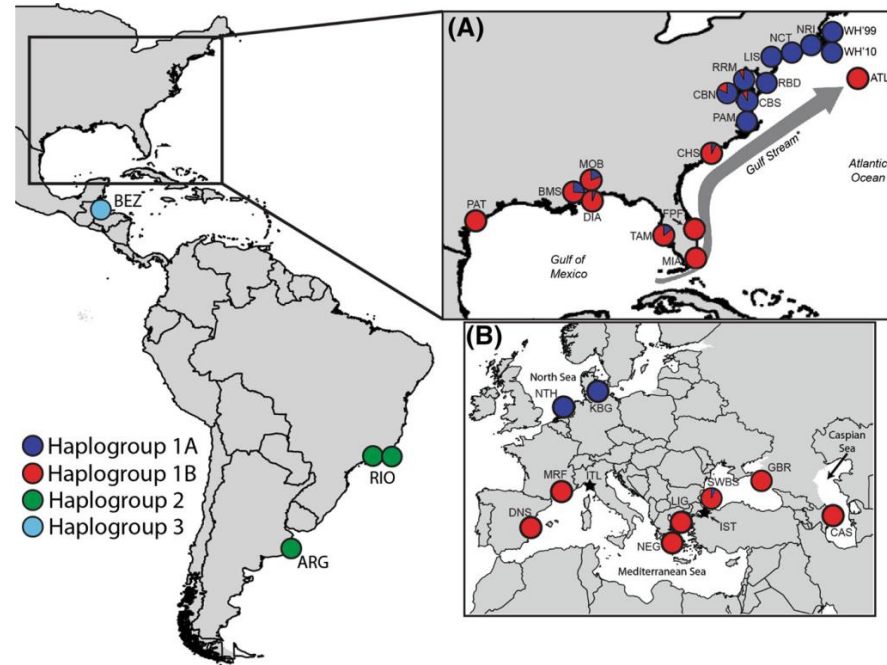 (A)
NRI
WH'99
NCT
WH'10
LIS
RRM
RBD
ATL
CBN
CBS
PAM
CHS
Gulf Stream*
Atlantic
Ocean
MOB
BMS
DIA
PAT
FPF
TAM
MIA
Gulf of
Mexico
BEZ
(B)
North Sea
NTH
KBG
Caspian
Sea
MRF
ITL
SWBS
GBR
LIG
DNS
IST
CAS
NEG
Mediterranean Sea
Haplogroup 1A
Haplogroup 1B
Haplogroup 2
Haplogroup 3
RIO
ARG